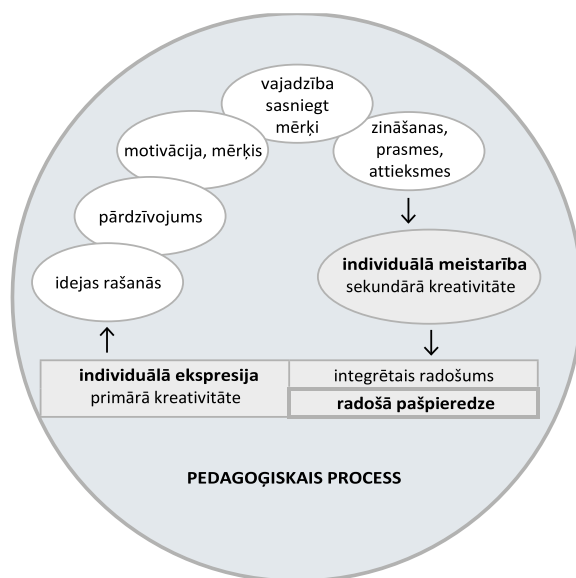 vajadzība
sasniegt
mērķi
zināšanas,
prasmes,
attieksmes
motivācija, mērķis
pārdzīvojums
idejas rašanās
individuālā meistarība
sekundārā kreativitāte
individuālā ekspresija
primārā kreativitāte
integrētais radošums
radošā pašpieredze
PEDAGOĢISKAIS PROCESS